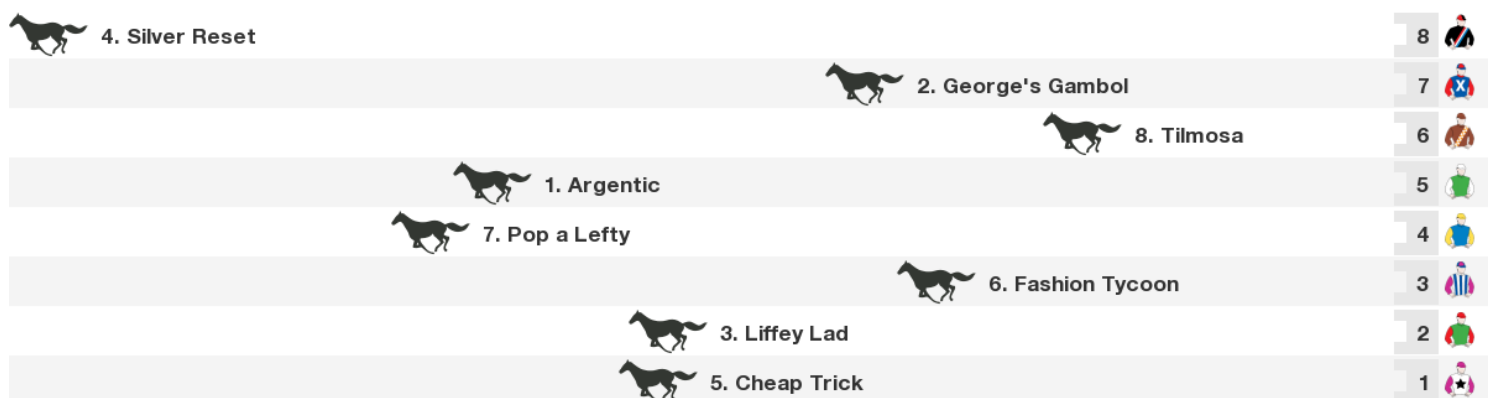 4. Silver Reset 8
2. George's Gambol 7
8. Tilmosa 6
1. Argentic 5
7. Pop a Lefty 4
6. Fashion Tycoon 3
3. Liffey Lad 2
5. Cheap Trick 1